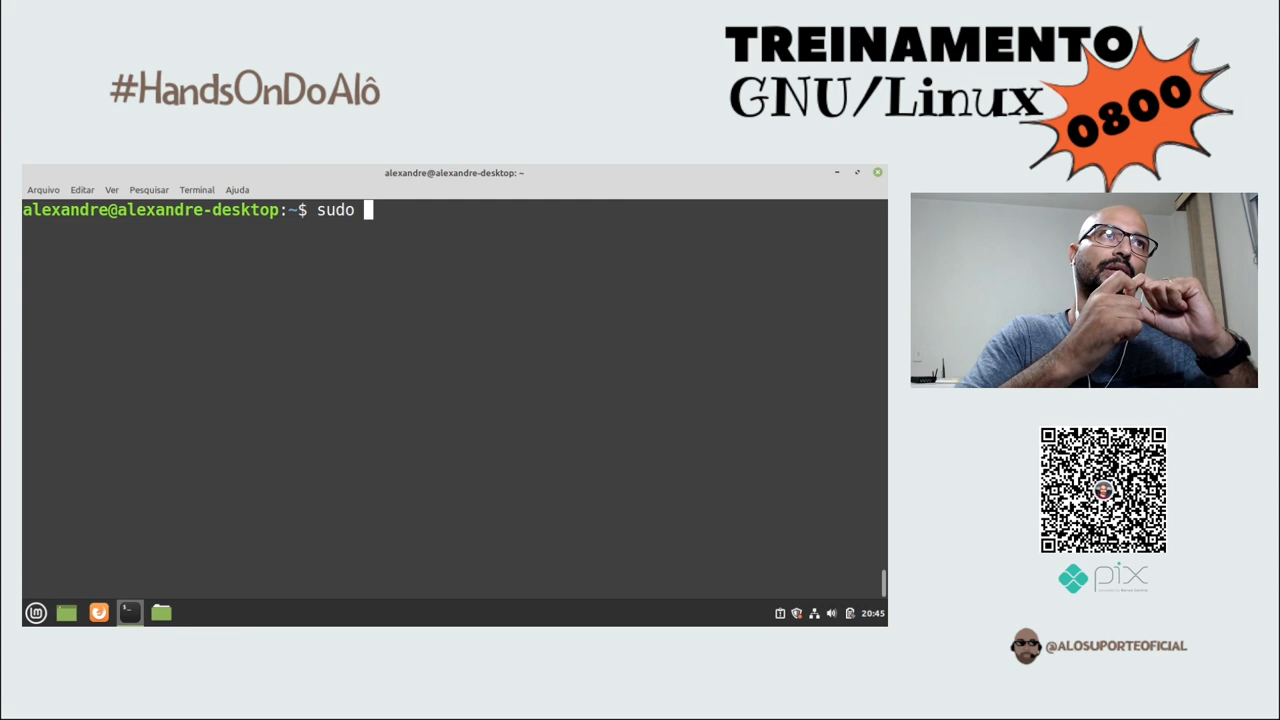 #HandsOnDoAlô
TREINAMENTO
GNU/Linux
0800
alexandre@alexandre-desktop: ~
Arquivo Editar Ver Pesquisar Terminal Ajuda
alexandre@alexandre-desktop:~$ sudo
20:45
pix
@ALOSUPORTEOFICIAL